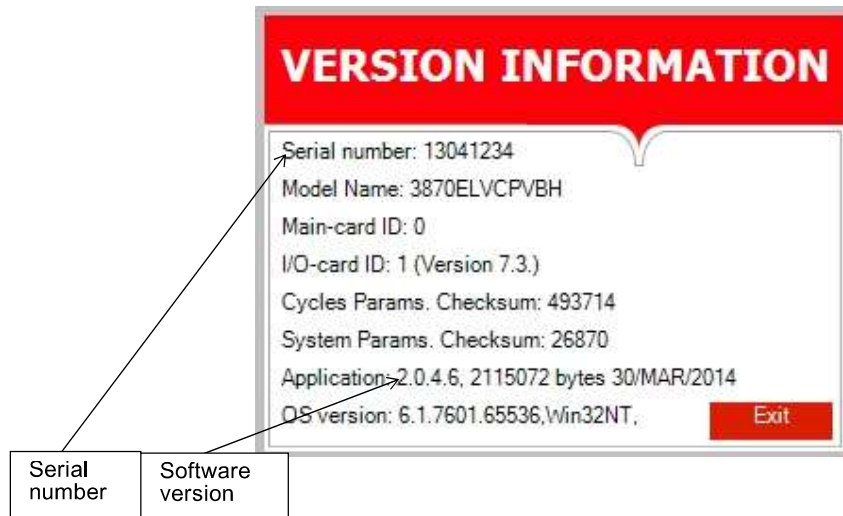 VERSION INFORMATION
Serial number: 13041234
Model Name: 3870ELVCPVBH
Main-card ID: 0
I/O-card ID: 1 (Version 7.3.)
Cycles Params. Checksum: 493714
System Params. Checksum: 26870
Application: 2.0.4.6, 2115072 bytes 30/MAR/2014
OS version: 6.1.7601.65536,Win32NT,
Exit
Serial
number
Software
version